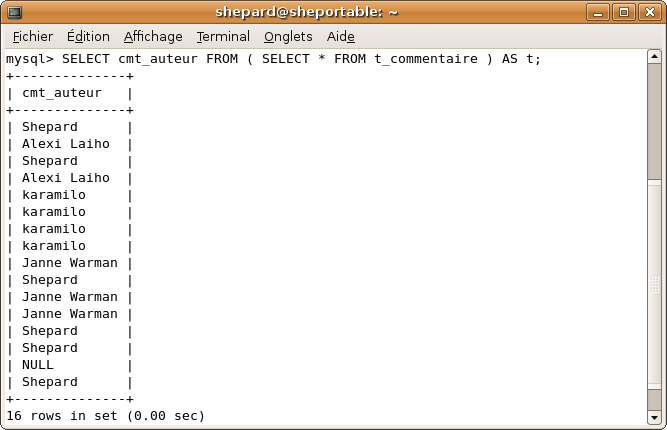 shepard@sheportable: ~
Fichier Édition Affichage Terminal Onglets Aide
mysql> SELECT cmt_auteur FROM ( SELECT * FROM t_commentaire ) AS t;
+--------------+
| cmt_auteur   |
+--------------+
| Shepard      |
| Alexi Laiho  |
| Shepard      |
| Alexi Laiho  |
| karamilo     |
| karamilo     |
| karamilo     |
| karamilo     |
| Janne Warman |
| Shepard      |
| Janne Warman |
| Janne Warman |
| Shepard      |
| Shepard      |
| NULL         |
| Shepard      |
+--------------+
16 rows in set (0.00 sec)